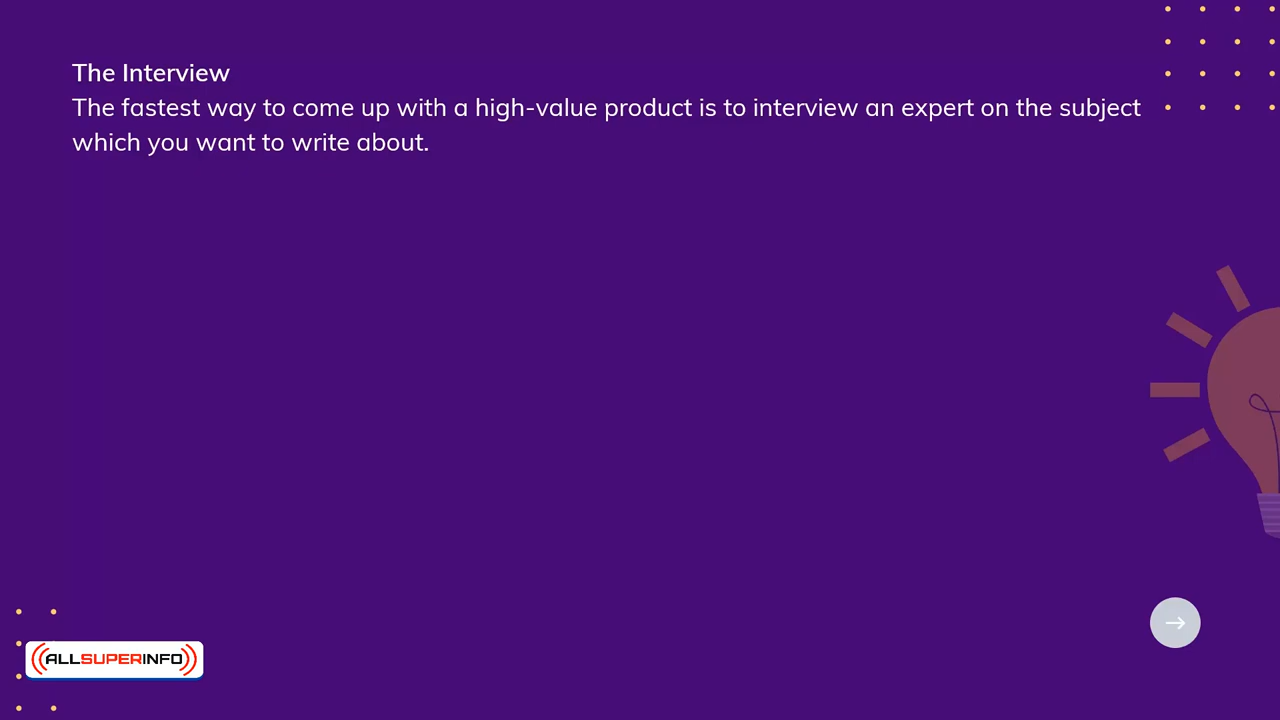 The Interview
The fastest way to come up with a high-value product is to interview an expert on the subject
which you want to write about.
ALLSUPERINFO